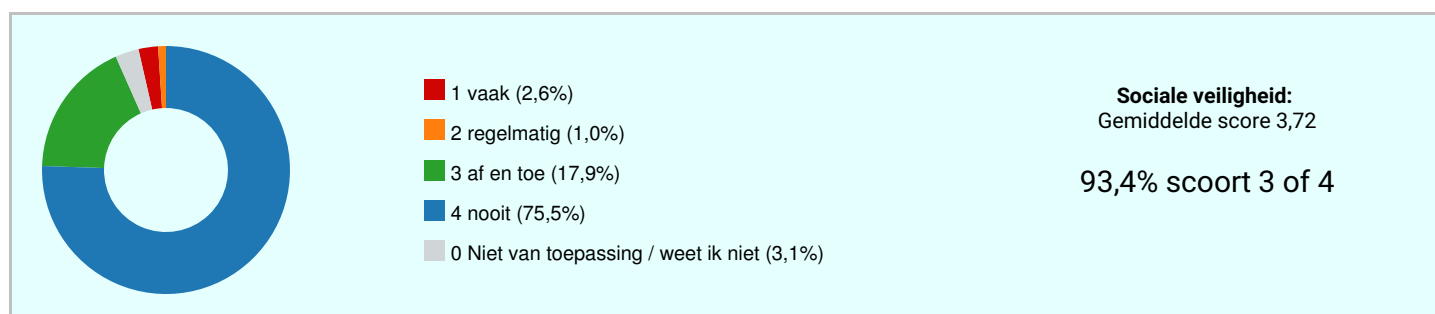 1 vaak (2,6%)
2 regelmatig (1,0%)
3 af en toe (17,9%)
4 nooit (75,5%)
0 Niet van toepassing / weet ik niet (3,1%)
Sociale veiligheid:
Gemiddelde score 3,72
93,4% scoort 3 of 4